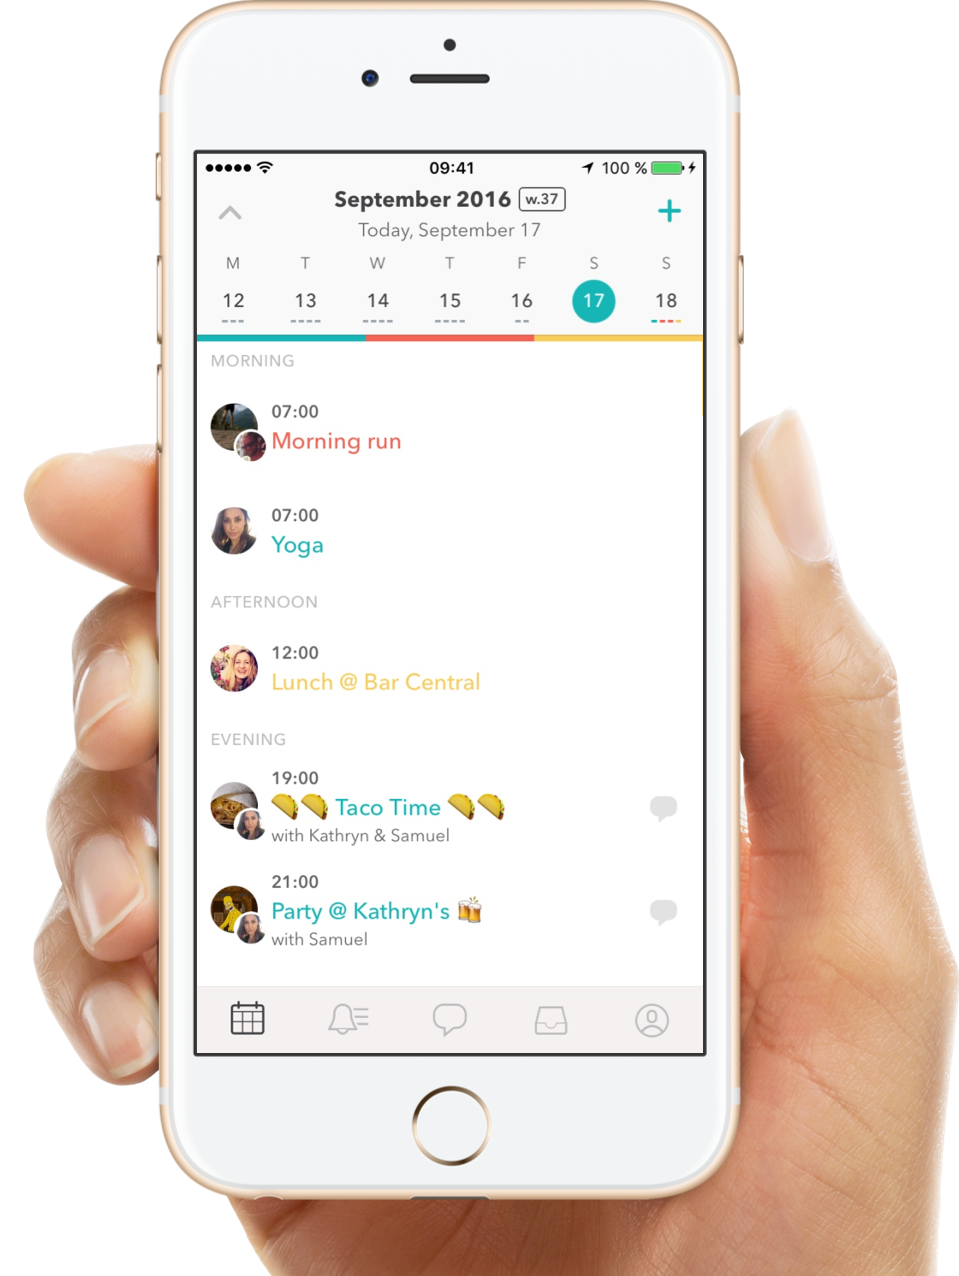 09:41
100 %
September 2016 w.37
Today, September 17
M T W T F S S
12 13 14 15 16 17 18
MORNING
07:00
Morning run
07:00
Yoga
AFTERNOON
12:00
Lunch @ Bar Central
EVENING
19:00
🌮🌮 Taco Time 🌮🌮
with Kathryn & Samuel
21:00
Party @ Kathryn's 🍻
with Samuel